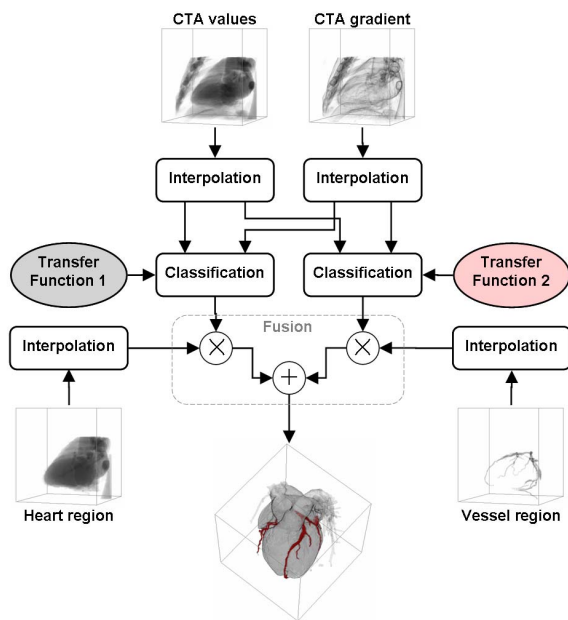 CTA values
CTA gradient
Interpolation
Interpolation
Transfer
Function 1
Classification
Classification
Transfer
Function 2
Fusion
Interpolation
Interpolation
Heart region
Vessel region